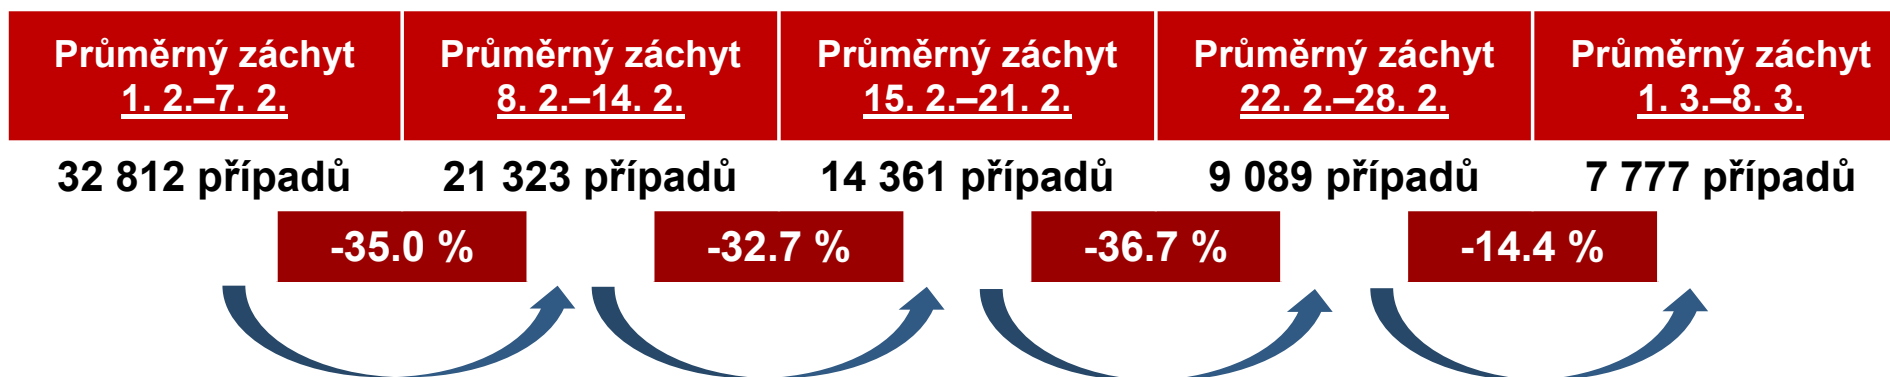 Průměrný záchyt
1. 2.–7. 2.
Průměrný záchyt
8. 2.–14. 2.
Průměrný záchyt
15. 2.–21. 2.
Průměrný záchyt
22. 2.–28. 2.
Průměrný záchyt
1. 3.–8. 3.
32 812 případů
21 323 případů
14 361 případů
9 089 případů
7 777 případů
-35.0 %
-32.7 %
-36.7 %
-14.4 %